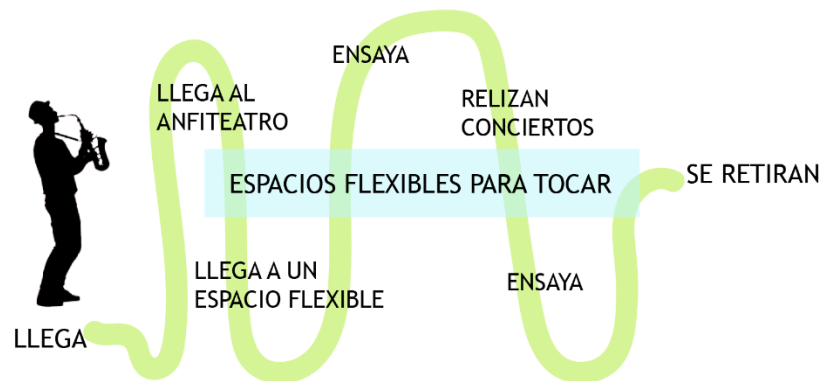 ENSAYA
LLEGA AL
ANFITEATRO
RELIZAN
CONCIERTOS
ESPACIOS FLEXIBLES PARA TOCAR
SE RETIRAN
LLEGA A UN
ESPACIO FLEXIBLE
ENSAYA
LLEGA